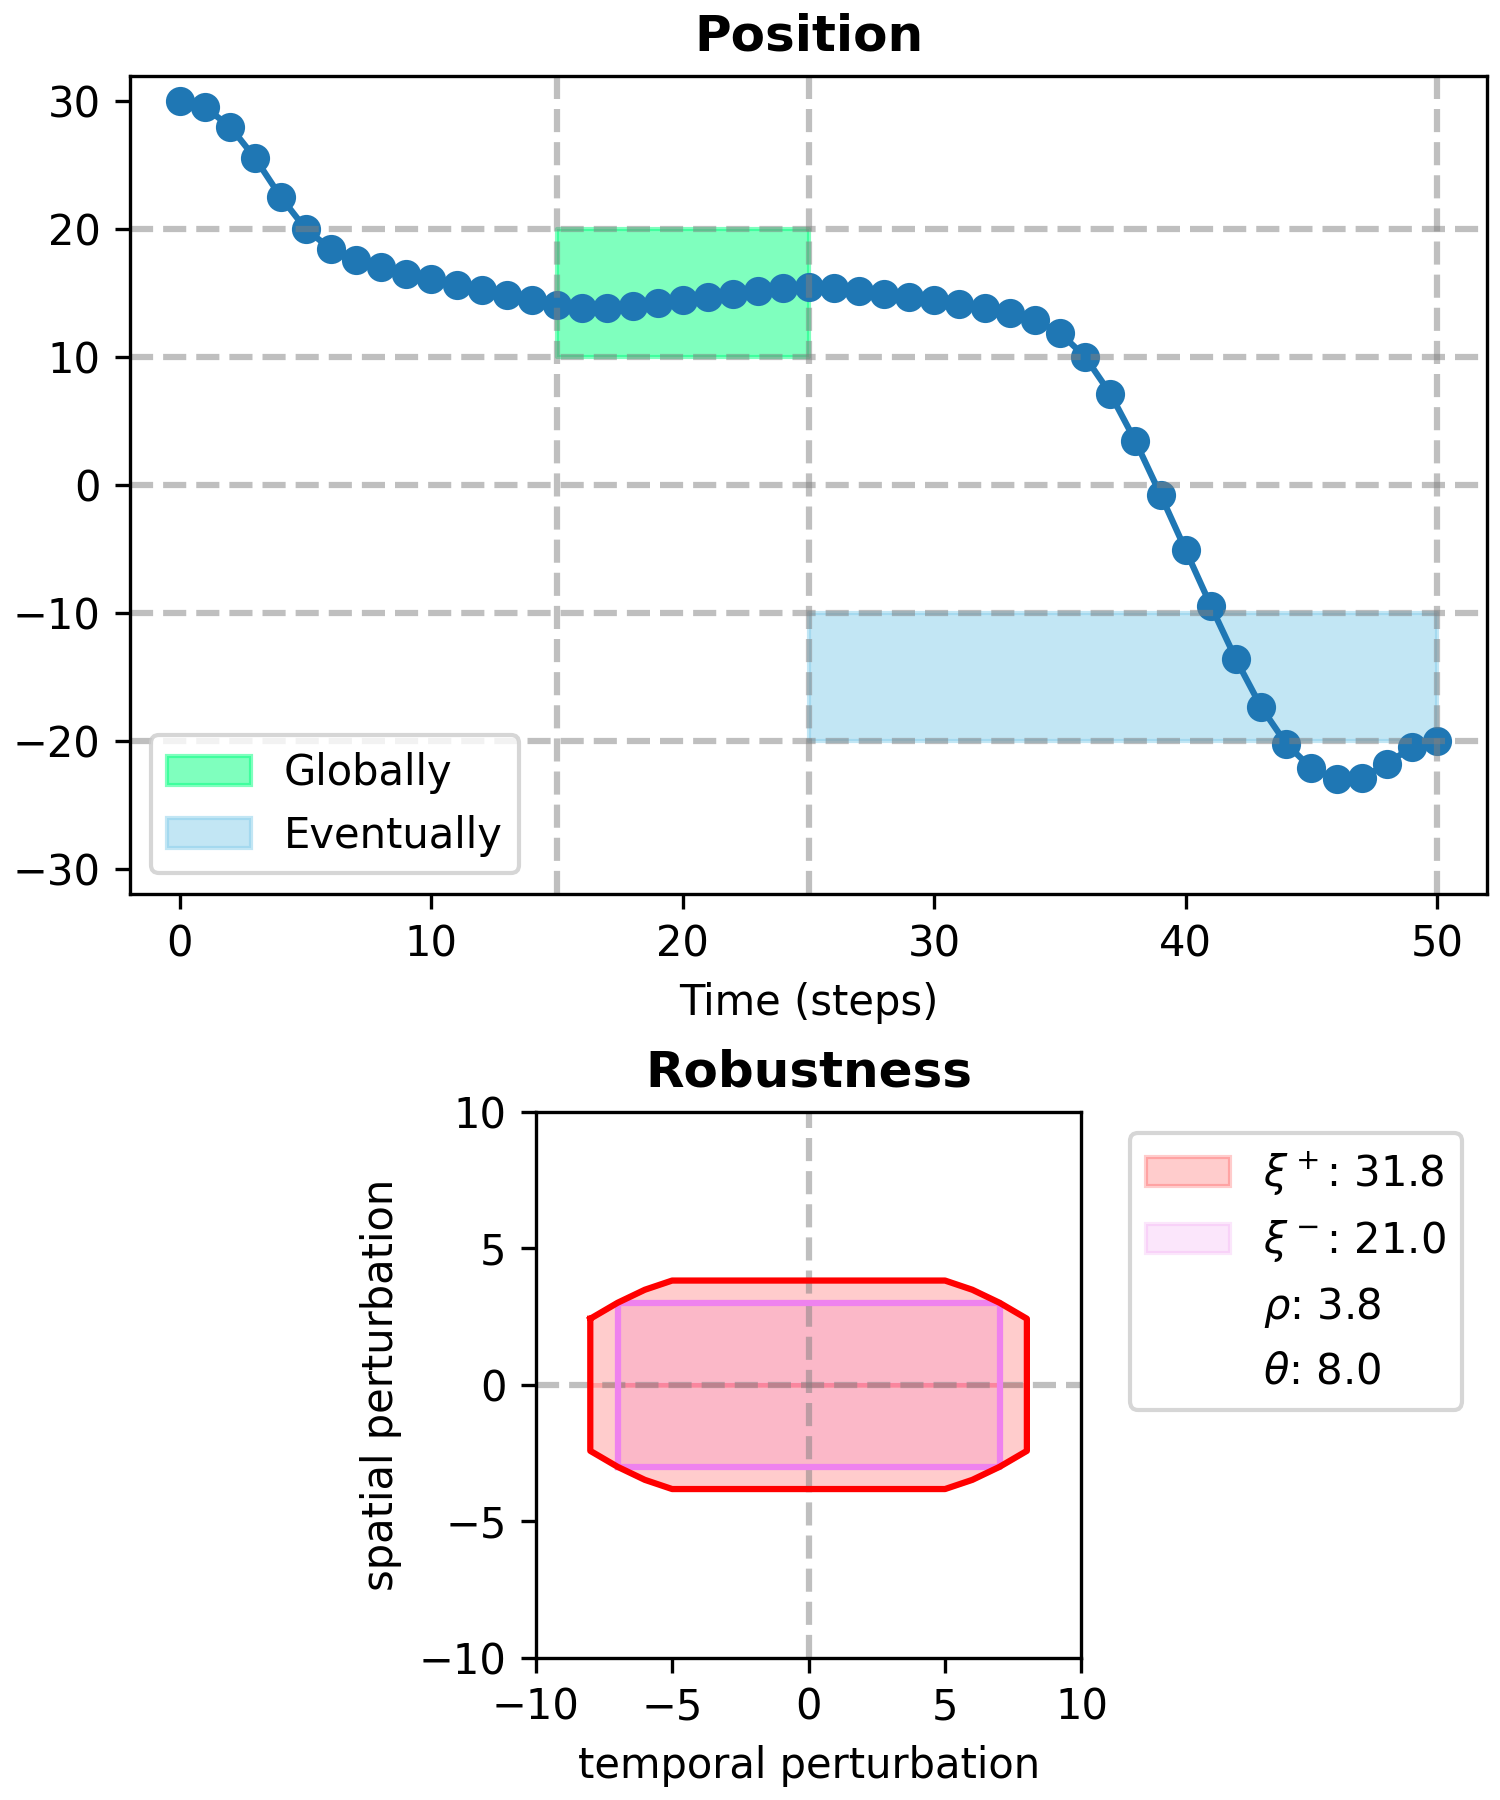 Position
30
20
10
0
−10
−20
−30
Globally
Eventually
0 10 20 30 40 50
Time (steps)
Robustness
10
5
0
−5
−10
spatial perturbation
−10 −5 0 5 10
temporal perturbation
ξ⁺: 31.8
ξ⁻: 21.0
ρ: 3.8
θ: 8.0